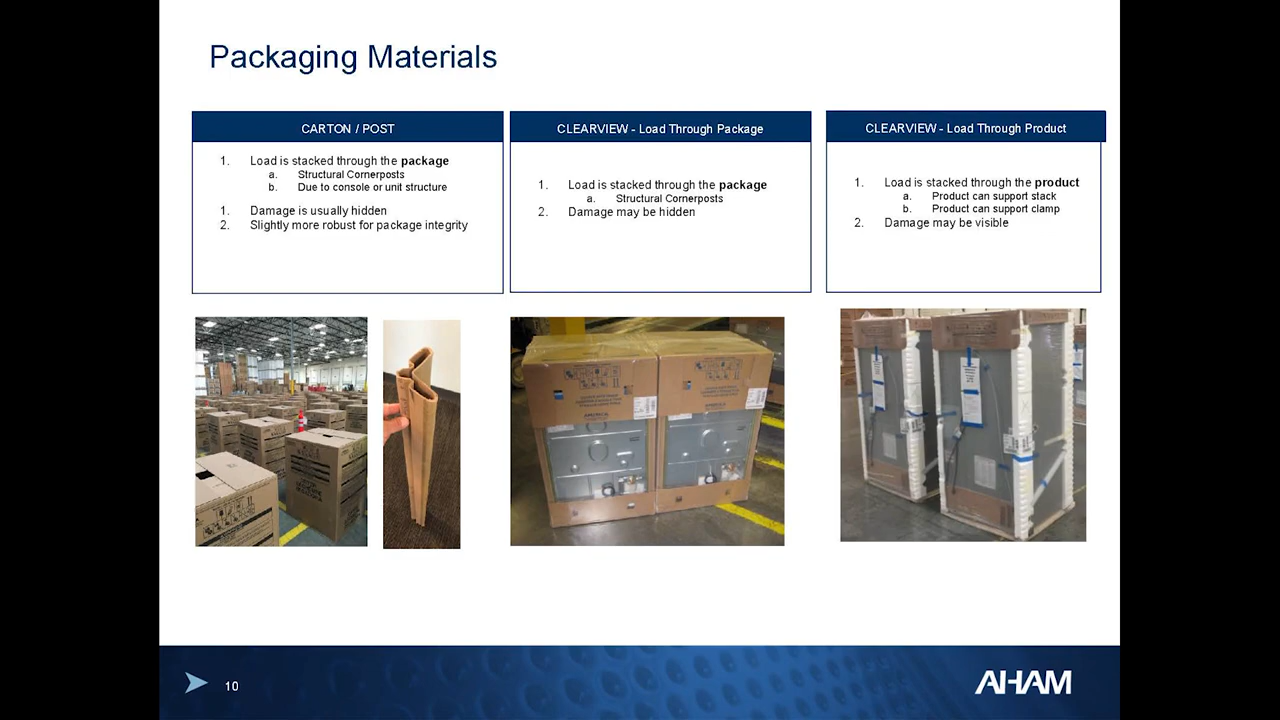 Packaging Materials
CARTON / POST
1. Load is stacked through the package
a. Structural Cornerposts
b. Due to console or unit structure
1. Damage is usually hidden
2. Slightly more robust for package integrity
CLEARVIEW - Load Through Package
1. Load is stacked through the package
a. Structural Cornerposts
2. Damage may be hidden
CLEARVIEW - Load Through Product
1. Load is stacked through the product
a. Product can support stack
b. Product can support clamp
2. Damage may be visible
10
AHAM